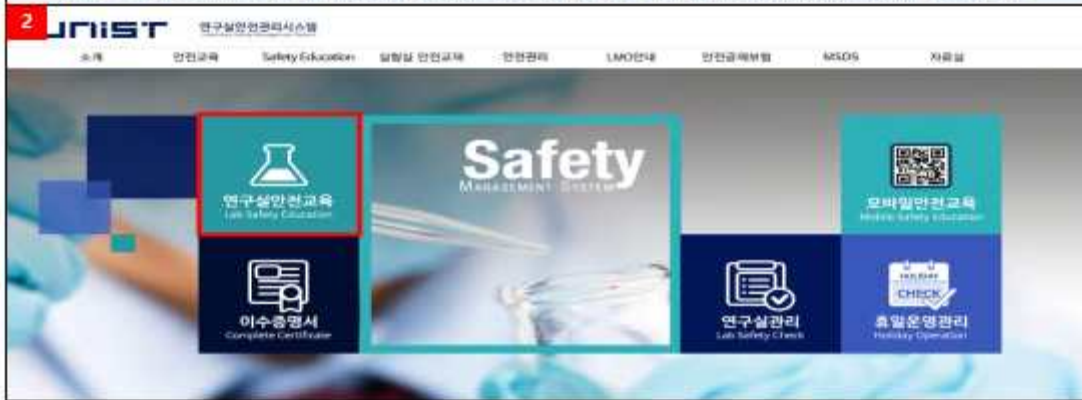 2
UNIST 연구실안전관리시스템
소개 안전교육 Safety Education 실험실 안전교재 안전관리 LMO안내 안전공제보험 MSDS 자료실
Safety
MANAGEMENT SYSTEM
연구실안전교육
Lab Safety Education
모바일안전교육
Mobile Safety Education
이수증명서
Complete Certificate
연구실관리
Lab Safety Check
HOLIDAY
CHECK
휴일운영관리
Holiday Operation